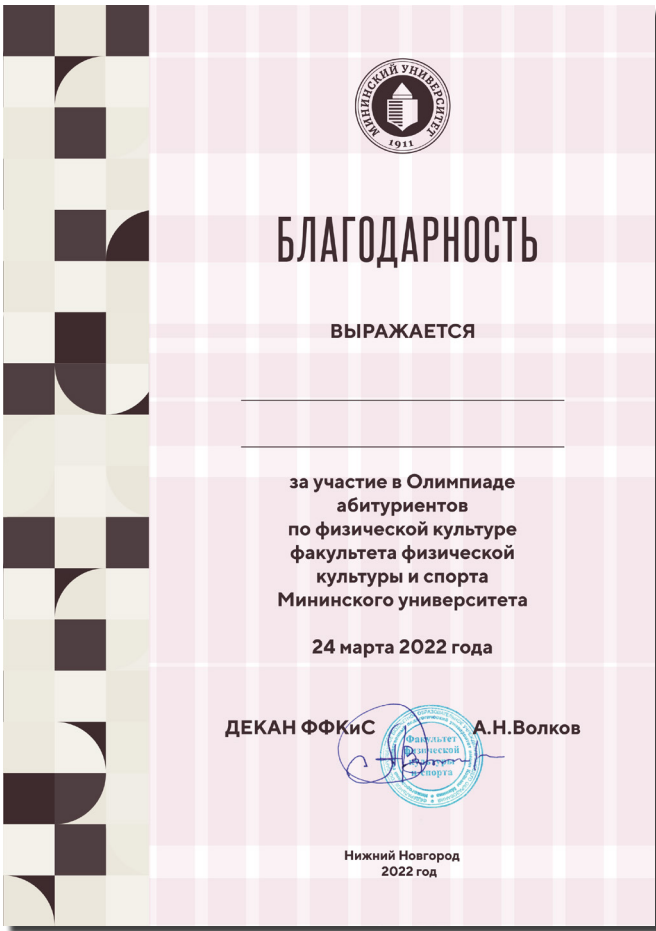 МИНИНСКИЙ УНИВЕРСИТЕТ
1911
БЛАГОДАРНОСТЬ
ВЫРАЖАЕТСЯ
за участие в Олимпиаде
абитуриентов
по физической культуре
факультета физической
культуры и спорта
Мининского университета
24 марта 2022 года
ДЕКАН ФФКиС А.Н.Волков
Факультет
физической
культуры
и спорта
Нижний Новгород
2022 год